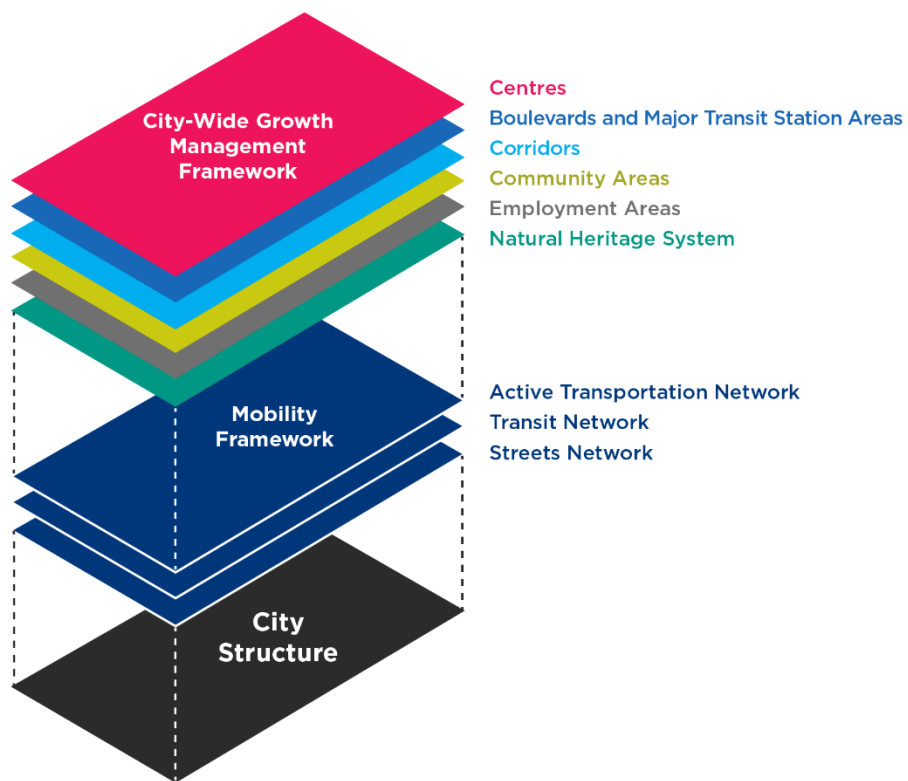 City-Wide Growth
Management
Framework
Centres
Boulevards and Major Transit Station Areas
Corridors
Community Areas
Employment Areas
Natural Heritage System
Mobility
Framework
Active Transportation Network
Transit Network
Streets Network
City
Structure